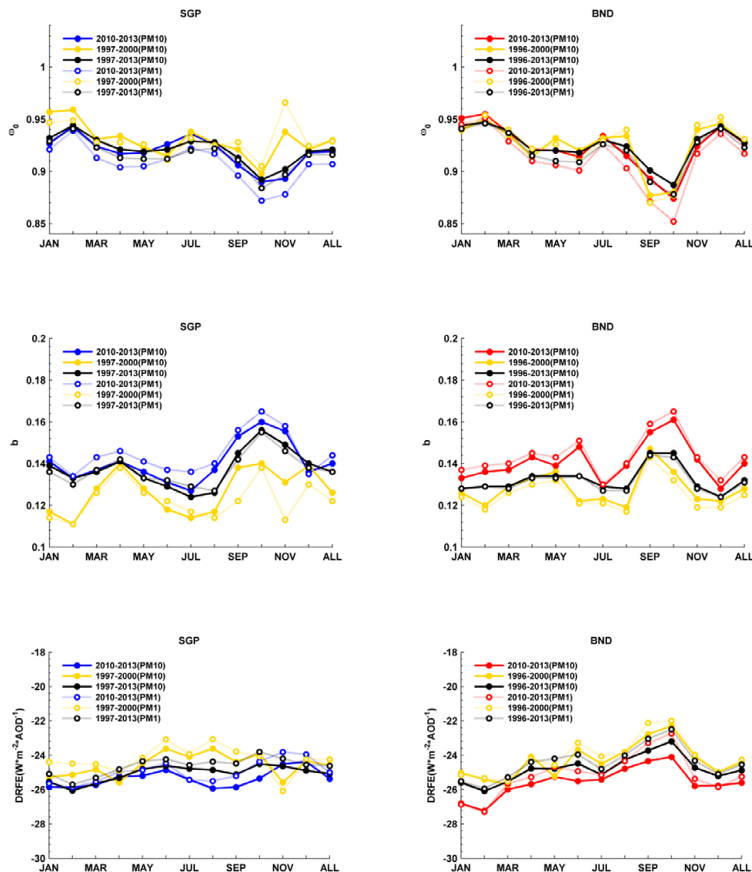 SGP
2010-2013(PM10)
1997-2000(PM10)
1997-2013(PM10)
2010-2013(PM1)
1997-2000(PM1)
1997-2013(PM1)
1
0.95
0.9
0.85
ω0
JAN MAR MAY JUL SEP NOV ALL
BND
2010-2013(PM10)
1996-2000(PM10)
1996-2013(PM10)
2010-2013(PM1)
1996-2000(PM1)
1996-2013(PM1)
1
0.95
0.9
0.85
ω0
JAN MAR MAY JUL SEP NOV ALL
SGP
2010-2013(PM10)
1997-2000(PM10)
1997-2013(PM10)
2010-2013(PM1)
1997-2000(PM1)
1997-2013(PM1)
0.2
0.18
0.16
0.14
0.12
0.1
b
JAN MAR MAY JUL SEP NOV ALL
BND
2010-2013(PM10)
1996-2000(PM10)
1996-2013(PM10)
2010-2013(PM1)
1996-2000(PM1)
1996-2013(PM1)
0.2
0.18
0.16
0.14
0.12
0.1
b
JAN MAR MAY JUL SEP NOV ALL
SGP
2010-2013(PM10)
1997-2000(PM10)
1997-2013(PM10)
2010-2013(PM1)
1997-2000(PM1)
1997-2013(PM1)
-16
-18
-20
-22
-24
-26
-28
-30
DRFE(W*m-2*AOD-1)
JAN MAR MAY JUL SEP NOV ALL
BND
2010-2013(PM10)
1996-2000(PM10)
1996-2013(PM10)
2010-2013(PM1)
1996-2000(PM1)
1996-2013(PM1)
-16
-18
-20
-22
-24
-26
-28
-30
DRFE(W*m-2*AOD-1)
JAN MAR MAY JUL SEP NOV ALL